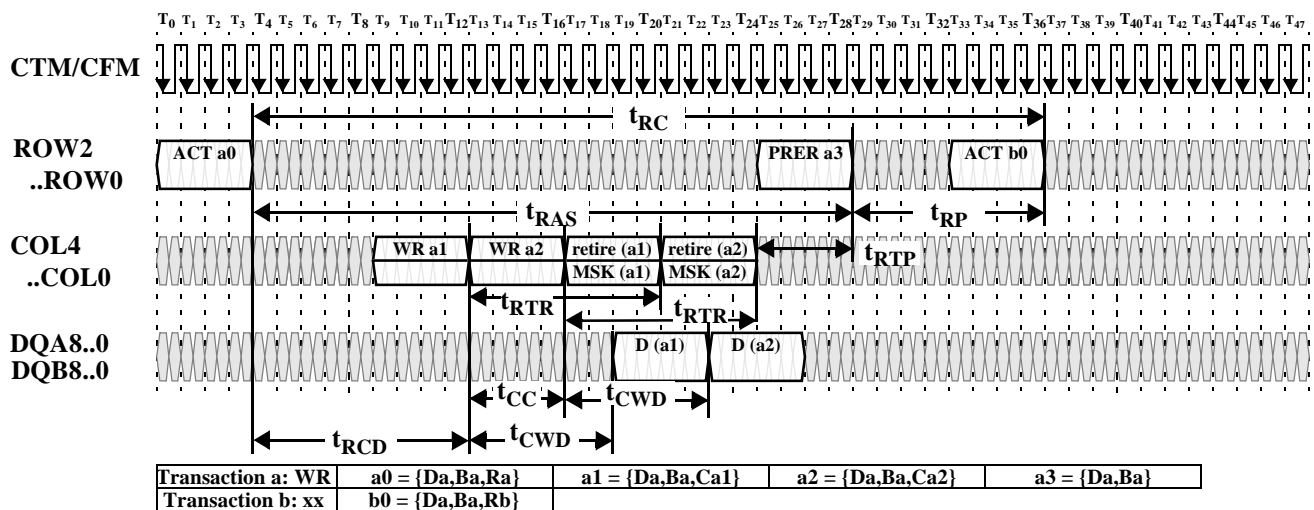 T0 T1 T2 T3 T4 T5 T6 T7 T8 T9 T10 T11 T12 T13 T14 T15 T16 T17 T18 T19 T20 T21 T22 T23 T24 T25 T26 T27 T28 T29 T30 T31 T32 T33 T34 T35 T36 T37 T38 T39 T40 T41 T42 T43 T44 T45 T46 T47
CTM/CFM
tRC
ROW2
..ROW0
ACT a0 PRER a3 ACT b0
tRAS tRP
COL4
..COL0
WR a1 WR a2 retire (a1) retire (a2)
MSK (a1) MSK (a2)
tRTP
tRTR
tRTR
DQA8..0
DQB8..0
D (a1) D (a2)
tCC tCWD
tRCD tCWD
Transaction a: WR a0 = {Da,Ba,Ra} a1 = {Da,Ba,Ca1} a2 = {Da,Ba,Ca2} a3 = {Da,Ba}
Transaction b: xx b0 = {Da,Ba,Rb}